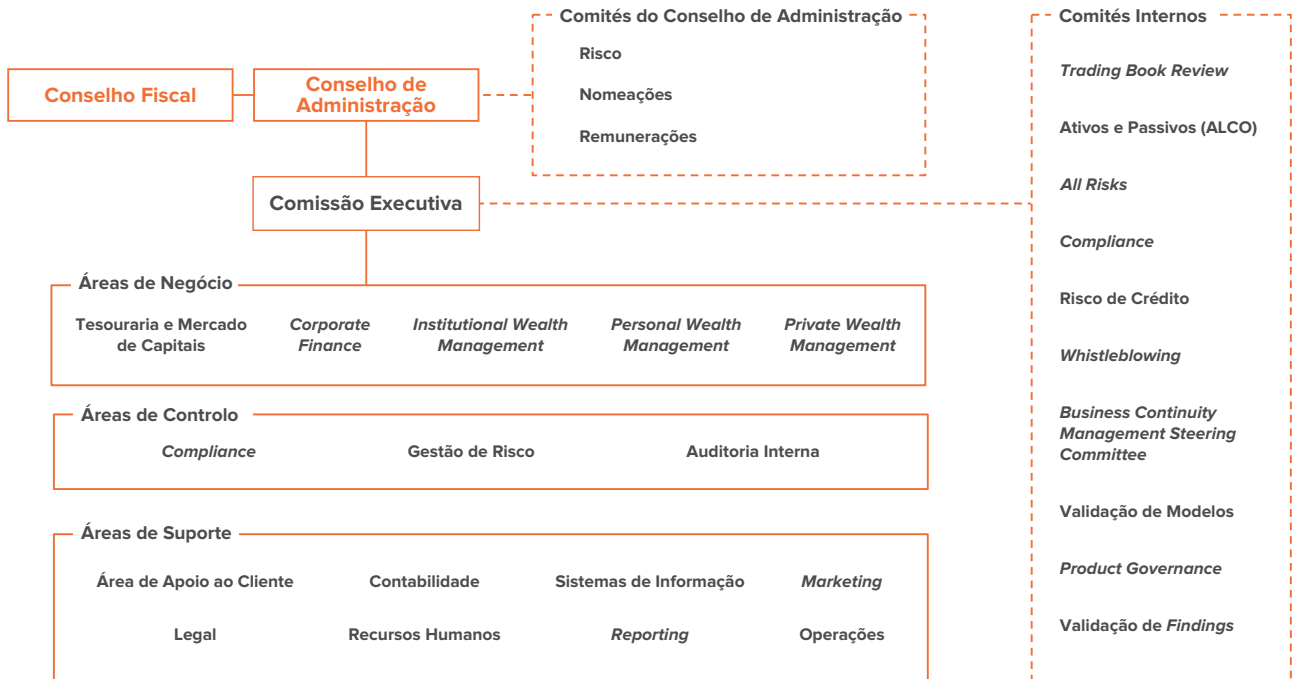 Conselho Fiscal
Conselho de
Administração
Comités do Conselho de Administração
Risco
Nomeações
Remunerações
Comissão Executiva
Áreas de Negócio
Tesouraria e Mercado
de Capitais
Corporate
Finance
Institutional Wealth
Management
Personal Wealth
Management
Private Wealth
Management
Áreas de Controlo
Compliance
Gestão de Risco
Auditoria Interna
Áreas de Suporte
Área de Apoio ao Cliente
Contabilidade
Sistemas de Informação
Marketing
Legal
Recursos Humanos
Reporting
Operações
Comités Internos
Trading Book Review
Ativos e Passivos (ALCO)
All Risks
Compliance
Risco de Crédito
Whistleblowing
Business Continuity
Management Steering
Committee
Validação de Modelos
Product Governance
Validação de Findings